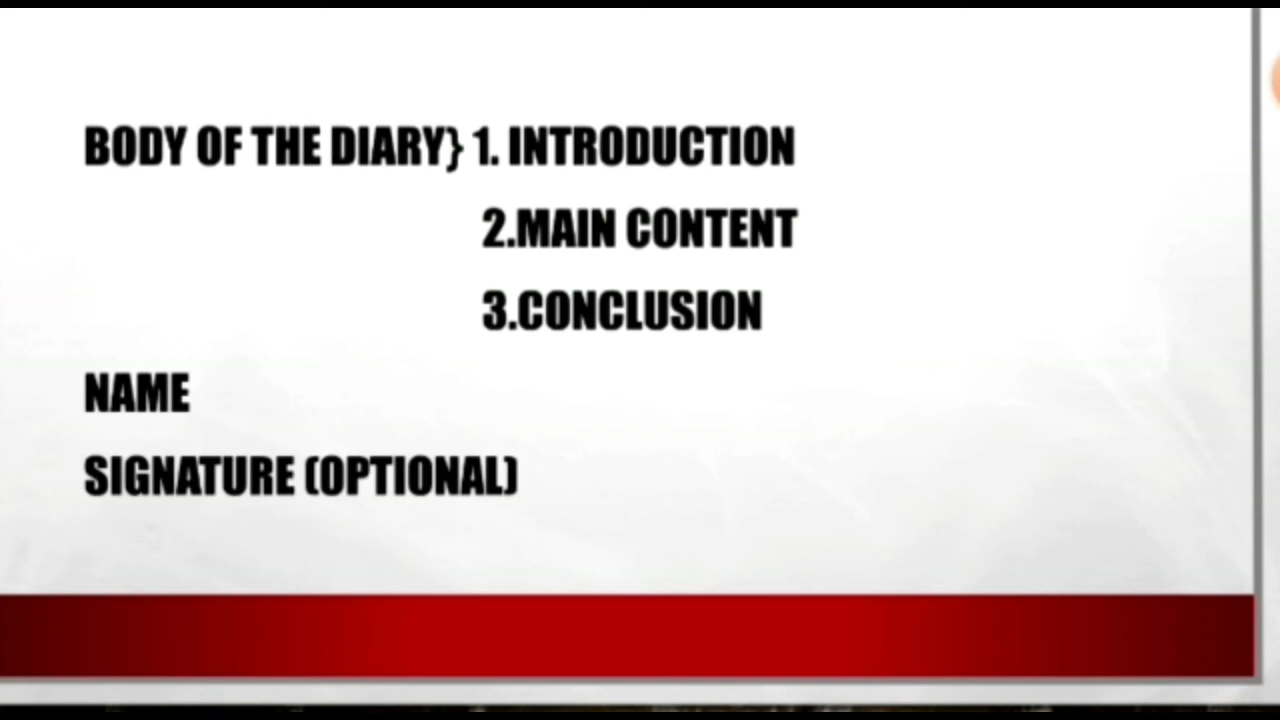 BODY OF THE DIARY} 1. INTRODUCTION
2.MAIN CONTENT
3.CONCLUSION
NAME
SIGNATURE (OPTIONAL)